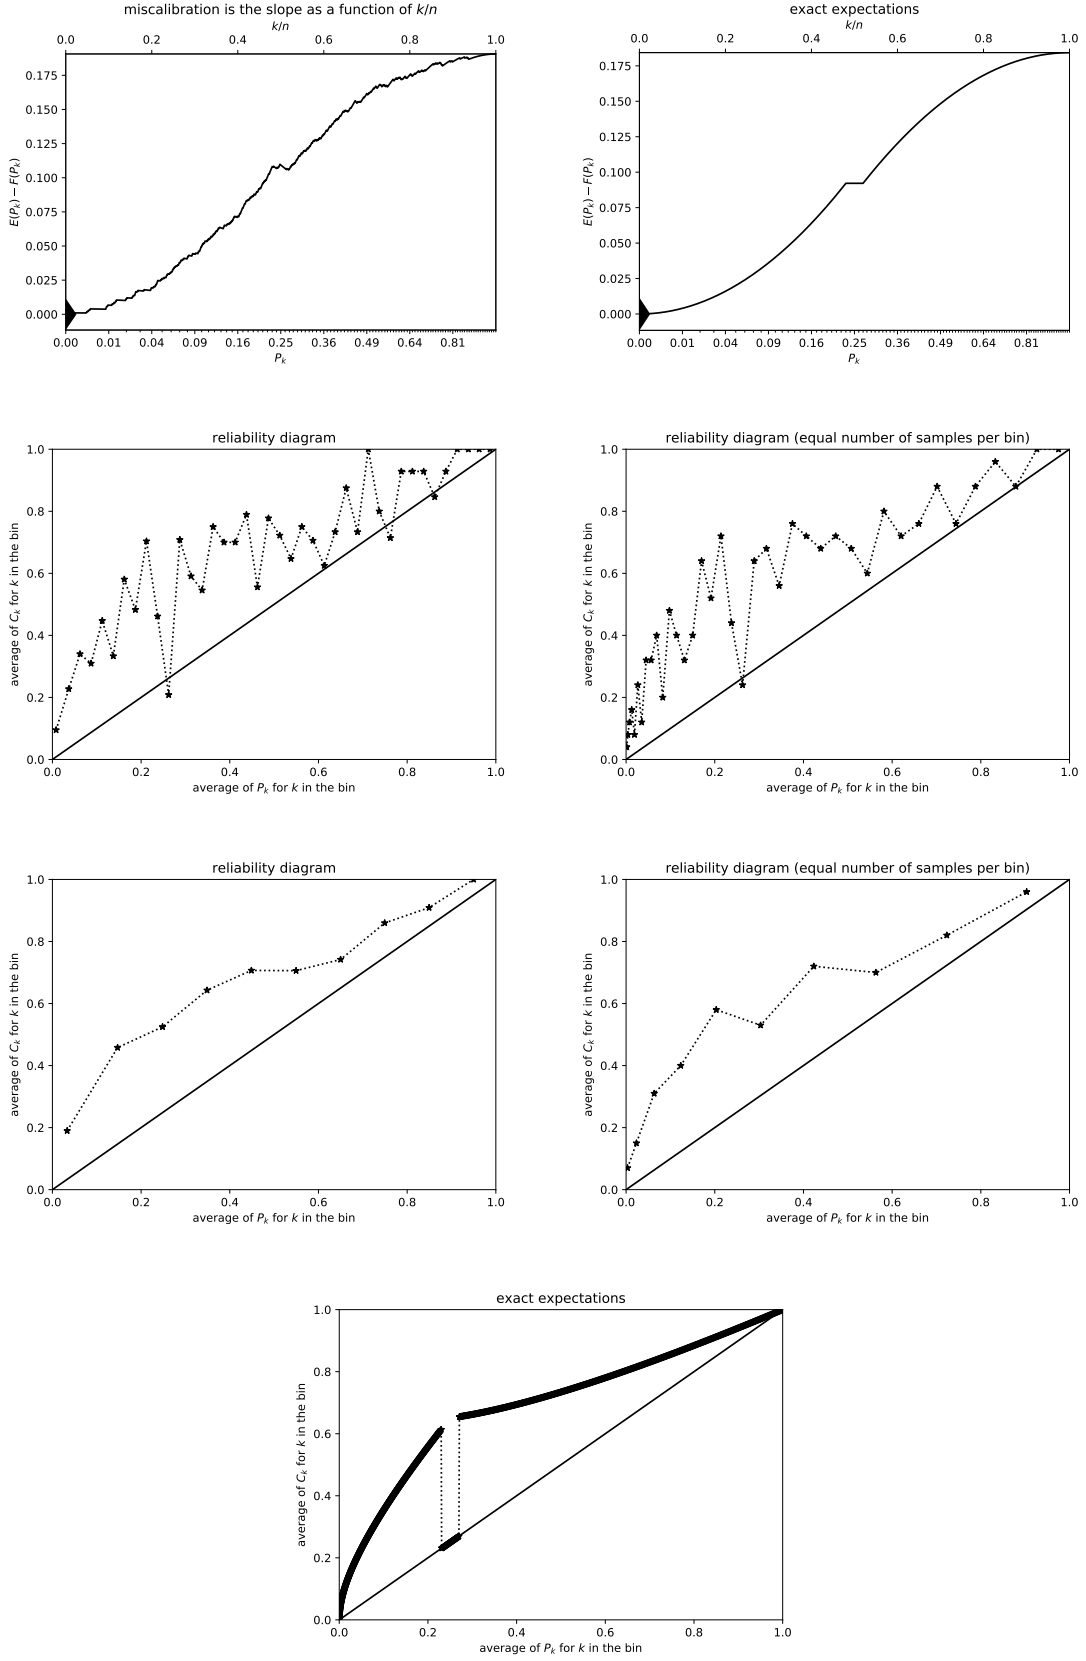 miscalibration is the slope as a function of k/n
k/n
0.0 0.2 0.4 0.6 0.8 1.0
0.175
0.150
0.125
0.100
0.075
0.050
0.025
0.000
E(Pk) − F(Pk)
0.00 0.01 0.04 0.09 0.16 0.25 0.36 0.49 0.64 0.81
Pk
exact expectations
k/n
0.0 0.2 0.4 0.6 0.8 1.0
0.175
0.150
0.125
0.100
0.075
0.050
0.025
0.000
E(Pk) − F(Pk)
0.00 0.01 0.04 0.09 0.16 0.25 0.36 0.49 0.64 0.81
Pk
reliability diagram
1.0
0.8
0.6
0.4
0.2
0.0
average of Ck for k in the bin
0.0 0.2 0.4 0.6 0.8 1.0
average of Pk for k in the bin
reliability diagram (equal number of samples per bin)
1.0
0.8
0.6
0.4
0.2
0.0
average of Ck for k in the bin
0.0 0.2 0.4 0.6 0.8 1.0
average of Pk for k in the bin
reliability diagram
1.0
0.8
0.6
0.4
0.2
0.0
average of Ck for k in the bin
0.0 0.2 0.4 0.6 0.8 1.0
average of Pk for k in the bin
reliability diagram (equal number of samples per bin)
1.0
0.8
0.6
0.4
0.2
0.0
average of Ck for k in the bin
0.0 0.2 0.4 0.6 0.8 1.0
average of Pk for k in the bin
exact expectations
1.0
0.8
0.6
0.4
0.2
0.0
average of Ck for k in the bin
0.0 0.2 0.4 0.6 0.8 1.0
average of Pk for k in the bin